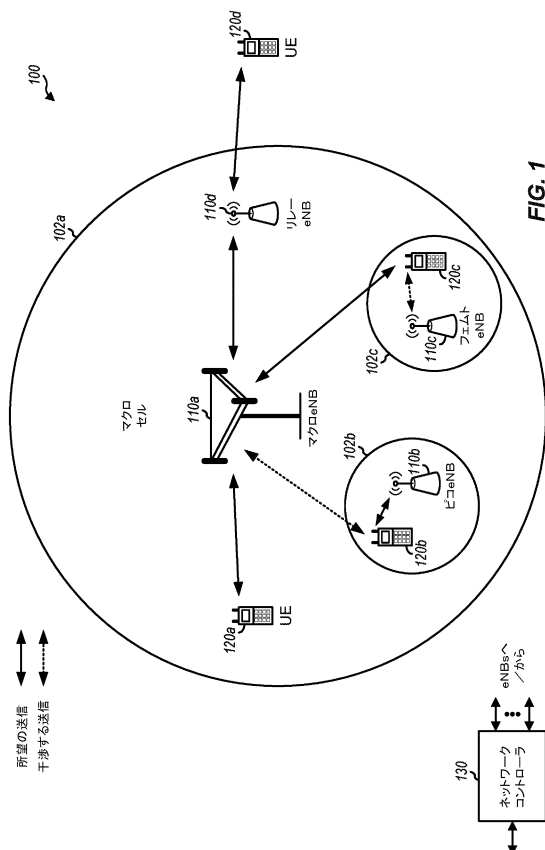 100
所望の送信
干渉する送信
102a
マクロ
セル
110a
マクロeNB
120a
UE
110d
リレー
eNB
120d
UE
102b
110b
ピコeNB
120b
102c
110c
フェムト
eNB
120c
130
ネットワーク
コントローラ
eNBsへ
/から
FIG. 1